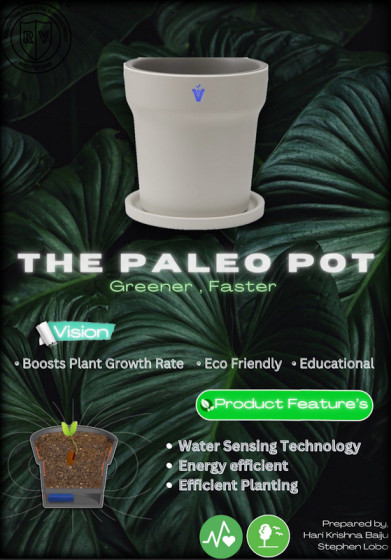 RV
THE PALEO POT
Greener , Faster
Vision
• Boosts Plant Growth Rate • Eco Friendly • Educational
Product Feature's
• Water Sensing Technology
• Energy efficient
• Efficient Planting
Prepared by,
Hari Krishna
Stephen Lobo